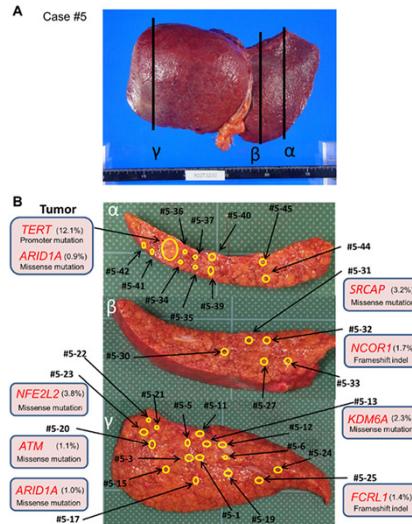 A
Case #5
γ
β
α
B
Tumor
TERT (12.1%)
Promoter mutation
ARID1A (0.9%)
Missense mutation
α
#5-36
#5-37
#5-40
#5-45
#5-44
#5-42
#5-41
#5-34
#5-35
#5-39
#5-31
SRCAP (3.2%)
Missense mutation
β
#5-32
NCOR1 (1.7%)
Frameshift indel
#5-30
#5-33
#5-27
#5-22
#5-23
#5-21
#5-5
#5-11
#5-12
#5-13
NFE2L2 (3.8%)
Missense mutation
KDM6A (2.3%)
Missense mutation
γ
#5-20
ATM (1.1%)
Missense mutation
#5-3
#5-6
#5-24
#5-15
#5-25
ARID1A (1.0%)
Missense mutation
FCRL1 (1.4%)
Frameshift indel
#5-17
#5-1
#5-19